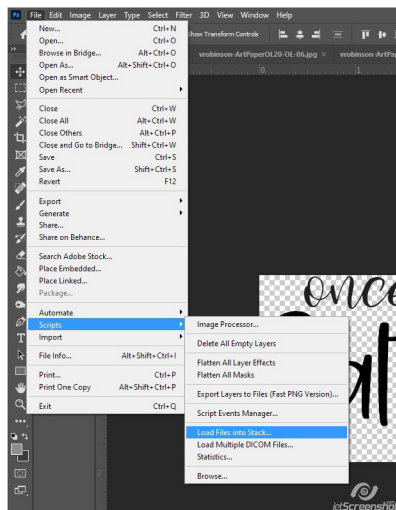 Ps File Edit Image Layer Type Select Filter 3D View Window Help
Show Transform Controls
wrobinson-ArtPaperOL20-OL-06.jpg × wrobinson-ArtPap
0 1
New... Ctrl+N
Open... Ctrl+O
Browse in Bridge... Alt+Ctrl+O
Open As... Alt+Shift+Ctrl+O
Open as Smart Object...
Open Recent
Close Ctrl+W
Close All Alt+Ctrl+W
Close Others Alt+Ctrl+P
Close and Go to Bridge... Shift+Ctrl+W
Save Ctrl+S
Save As... Shift+Ctrl+S
Revert F12
Export
Generate
Share...
Share on Behance...
Search Adobe Stock...
Place Embedded...
Place Linked...
Package...
Automate
Scripts
Import
File Info... Alt+Shift+Ctrl+I
Print... Ctrl+P
Print One Copy Alt+Shift+Ctrl+P
Exit Ctrl+Q
Image Processor...
Delete All Empty Layers
Flatten All Layer Effects
Flatten All Masks
Export Layers to Files (Fast PNG Version)...
Script Events Manager...
Load Files into Stack...
Load Multiple DICOM Files...
Statistics...
Browse...
once
2